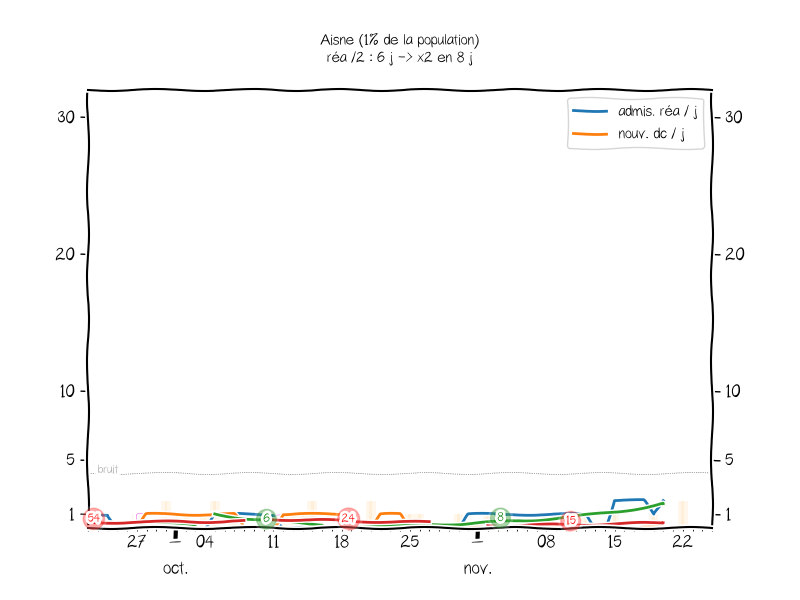 Aisne (1% de la population)
réa /2 : 6 j -> x2 en 8 j
admis. réa / j
nouv. dc / j
30 30
20 20
10 10
5 5
bruit
1 1
54 6 24 8 15
27 04 11 18 25 08 15 22
oct. nov.